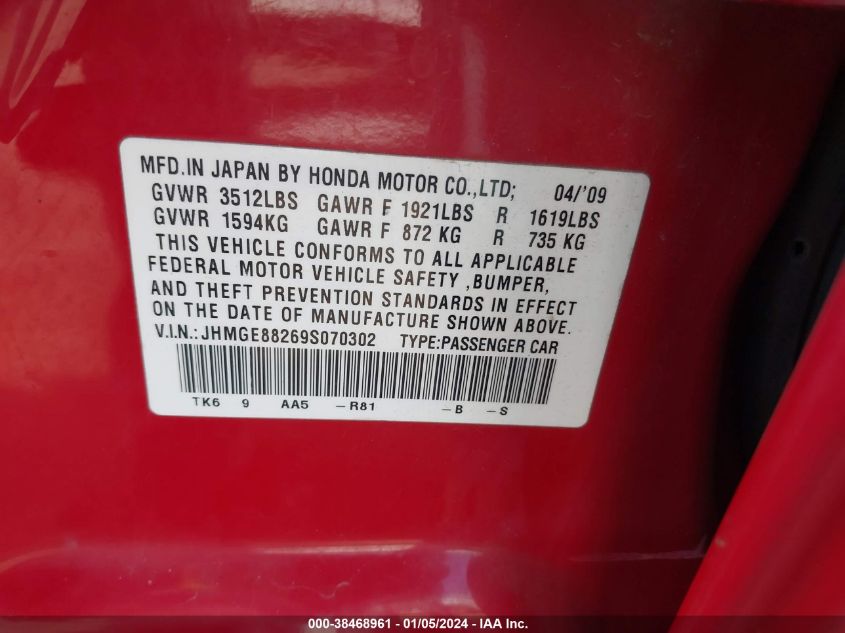 MFD.IN JAPAN BY HONDA MOTOR CO.,LTD; 04/'09
GVWR 3512LBS GAWR F 1921LBS R 1619LBS
GVWR 1594KG GAWR F 872 KG R 735 KG
THIS VEHICLE CONFORMS TO ALL APPLICABLE
FEDERAL MOTOR VEHICLE SAFETY ,BUMPER,
AND THEFT PREVENTION STANDARDS IN EFFECT
ON THE DATE OF MANUFACTURE SHOWN ABOVE.
V.I.N.:JHMGE88269S070302 TYPE:PASSENGER CAR
TK6 9 AA5 -R81 -B -S
000-38468961 - 01/05/2024 - IAA Inc.